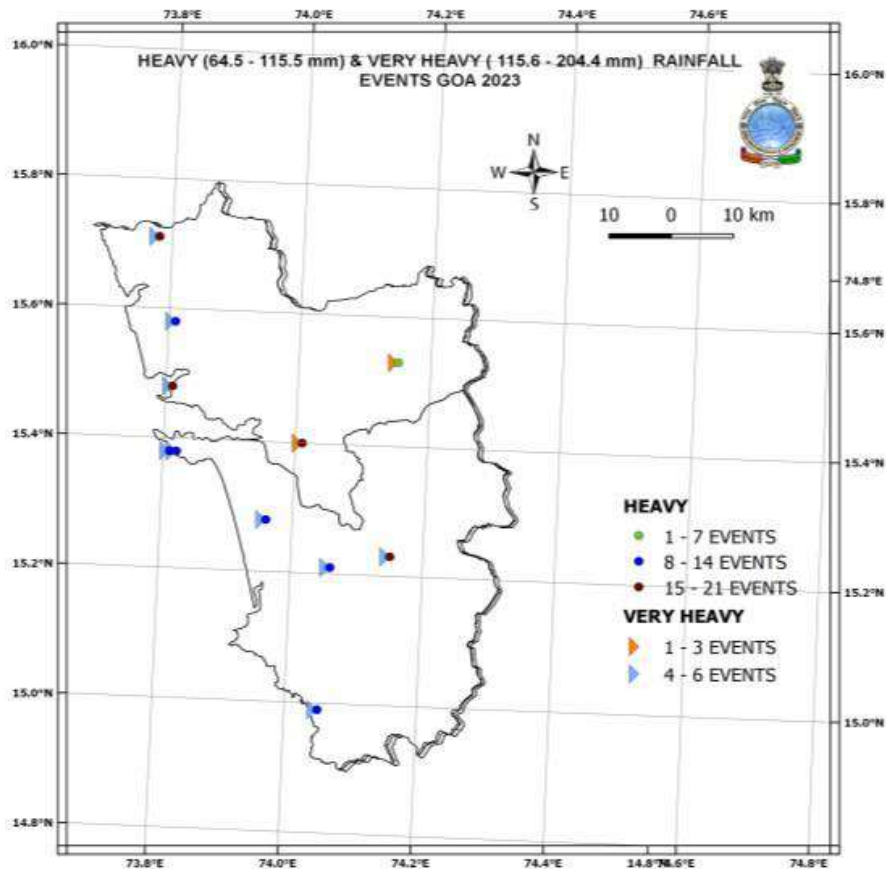 73.8°E 74.0°E 74.2°E 74.4°E 74.6°E
16.0°N
HEAVY (64.5 - 115.5 mm) & VERY HEAVY ( 115.6 - 204.4 mm) RAINFALL
EVENTS GOA 2023
16.0°N
N
W E
S
15.8°N
15.8°N
10 0 10 km
74.8°E
15.6°N
15.6°N
15.4°N
15.4°N
HEAVY
1 - 7 EVENTS
8 - 14 EVENTS
15 - 21 EVENTS
15.2°N
15.2°N
VERY HEAVY
1 - 3 EVENTS
4 - 6 EVENTS
15.0°N
15.0°N
14.8°N
73.8°E 74.0°E 74.2°E 74.4°E 74.8°E